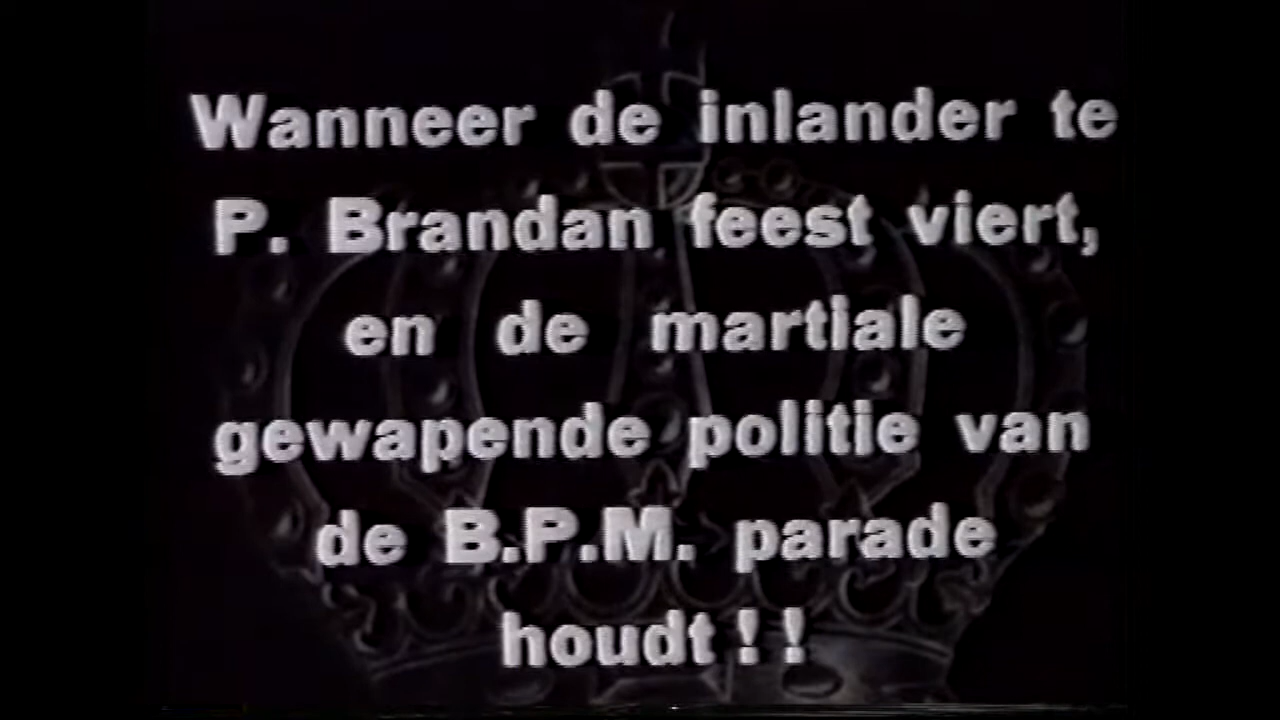 Wanneer de inlander te
P. Brandan feest viert,
en de martiale
gewapende politie van
de B.P.M. parade
houdt!!